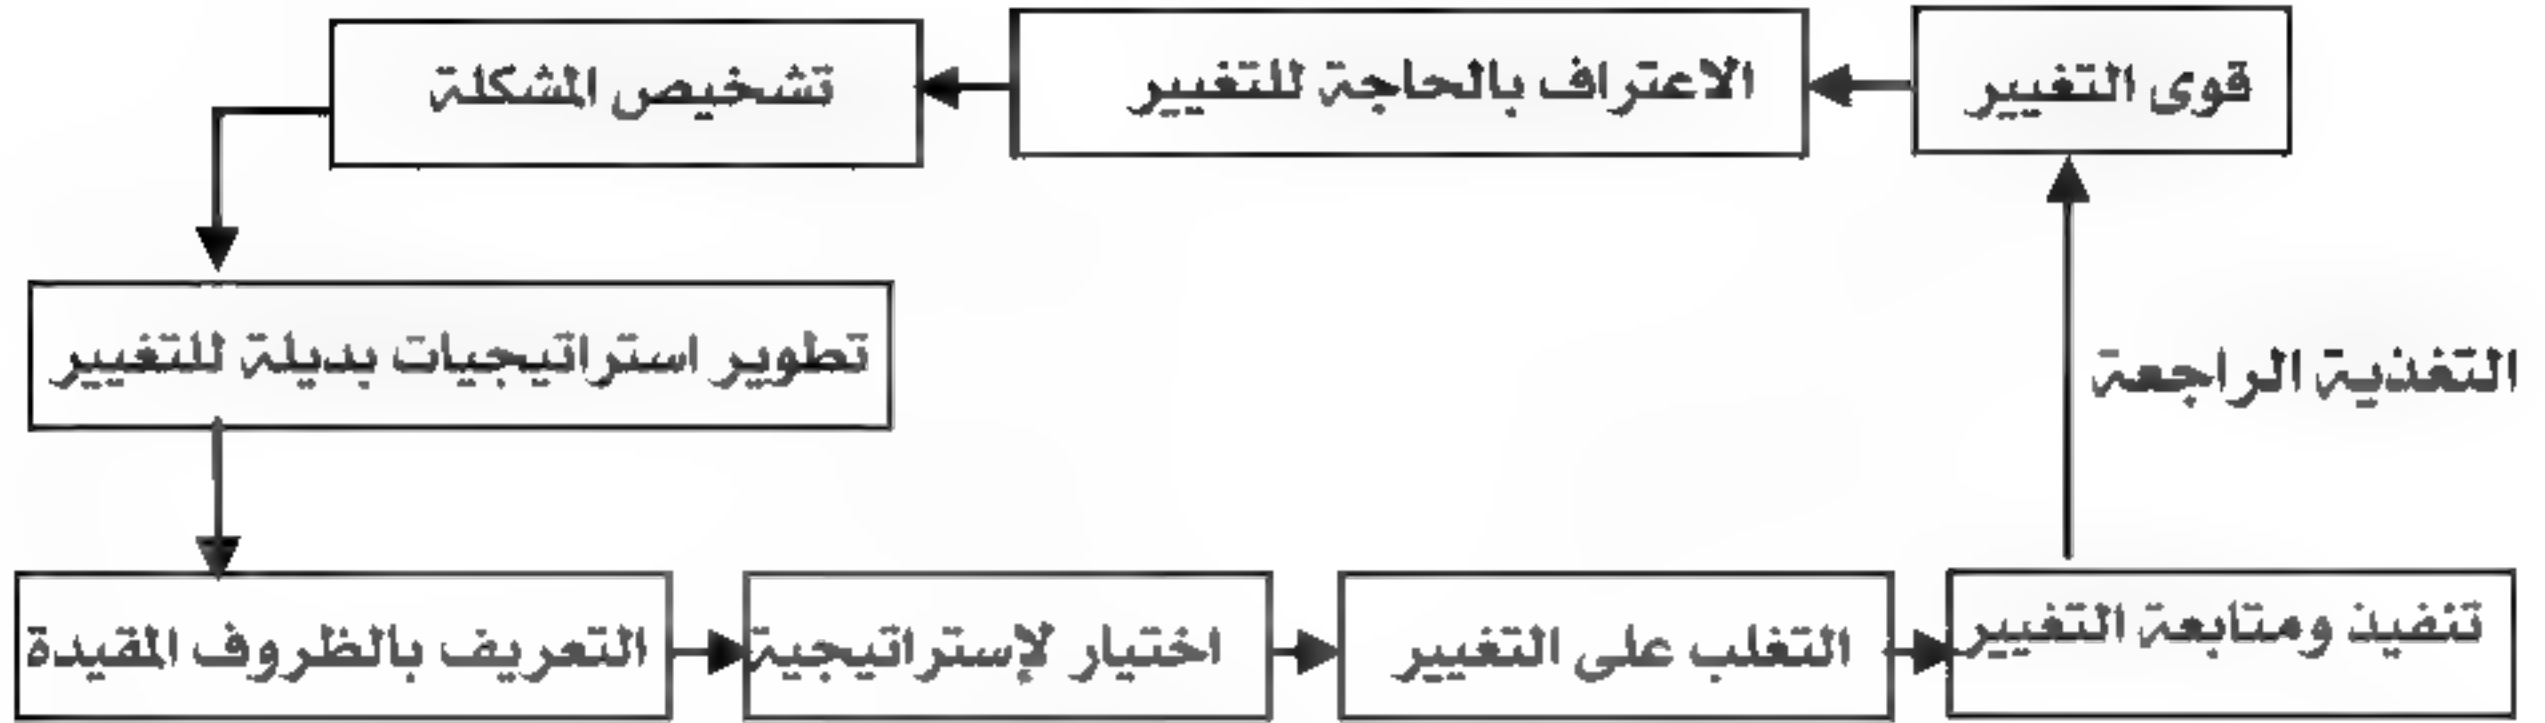 قوى التغيير
الاعتراف بالحاجة للتغيير
تشخيص المشكلة
تطوير استراتيجيات بديلة للتغيير
التعريف بالظروف المقيدة
اختيار لإستراتيجية
التغلب على التغيير
تنفيذ ومتابعة التغيير
التغذية الراجعة